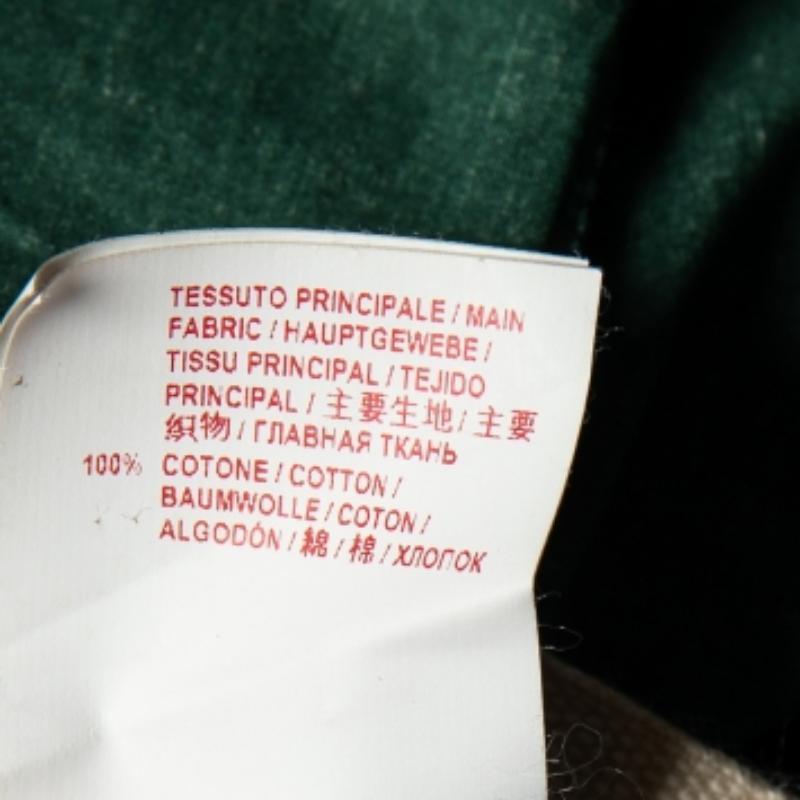 TESSUTO PRINCIPALE / MAIN
FABRIC / HAUPTGEWEBE /
TISSU PRINCIPAL / TEJIDO
PRINCIPAL / 主要生地 / 主要
织物 / ГЛАВНАЯ ТКАНЬ
100% COTONE / COTTON /
BAUMWOLLE / COTON /
ALGODÓN / 綿 / 棉 / ХЛОПОК